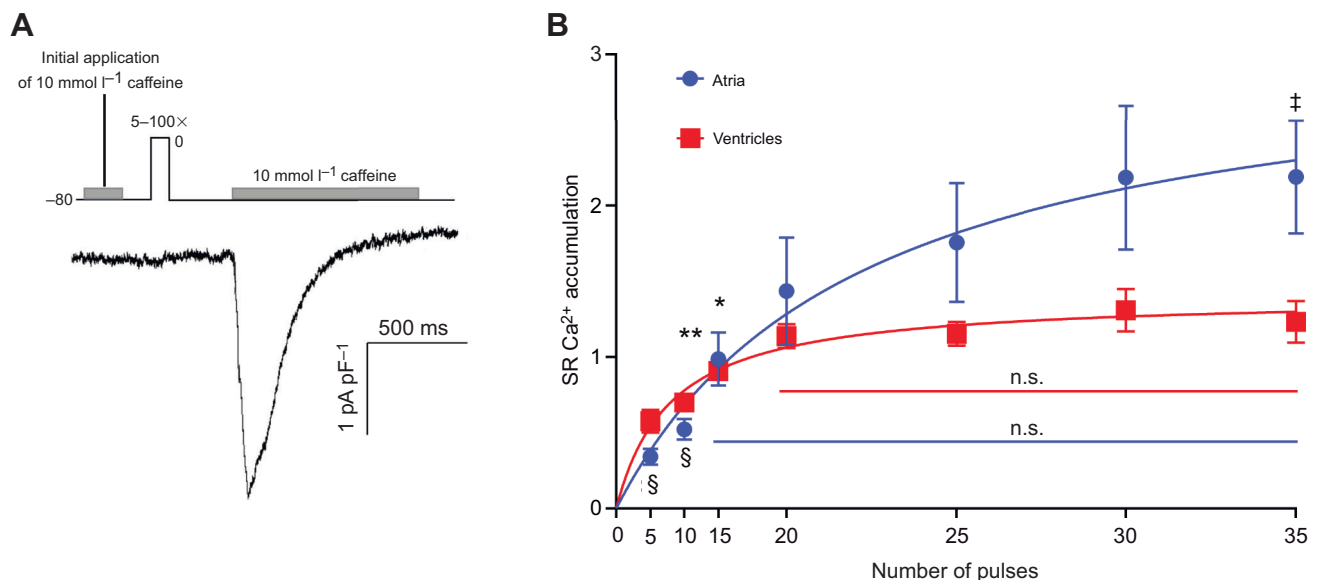 A
Initial application
of 10 mmol l⁻¹ caffeine
5–100×
0
10 mmol l⁻¹ caffeine
–80
500 ms
1 pA pF⁻¹
B
3
2
1
0
SR Ca²⁺ accumulation
Atria
Ventricles
‡
*
**
n.s.
n.s.
§
§
0 5 10 15 20 25 30 35
Number of pulses